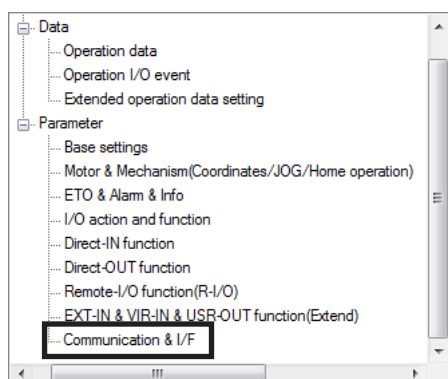 Data
Operation data
Operation I/O event
Extended operation data setting
Parameter
Base settings
Motor & Mechanism(Coordinates/JOG/Home operation)
ETO & Alarm & Info
I/O action and function
Direct-IN function
Direct-OUT function
Remote-I/O function(R-I/O)
EXT-IN & VIR-IN & USR-OUT function(Extend)
Communication & I/F